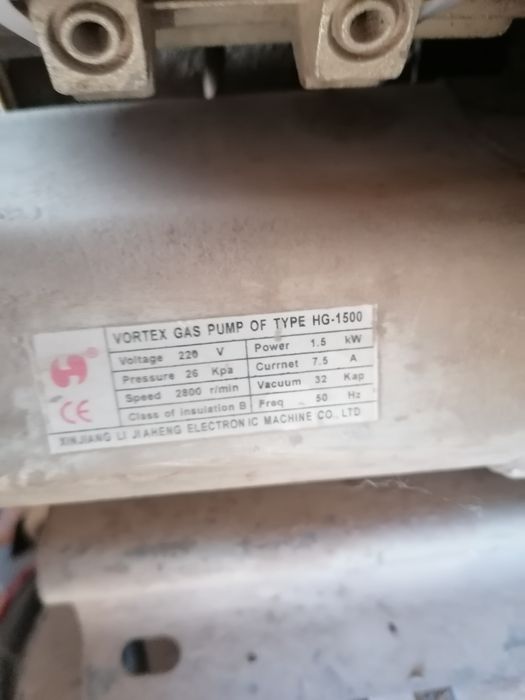 VORTEX GAS PUMP OF TYPE HG-1500
Voltage 220 V Power 1.5 kW
Pressure 26 Kpa Currnet 7.5 A
Speed 2800 r/min Vacuum 32 Kap
Class of insulation B Freq 50 Hz
XINJIANG LI JIAHENG ELECTRONIC MACHINE CO., LTD
H ®
CE